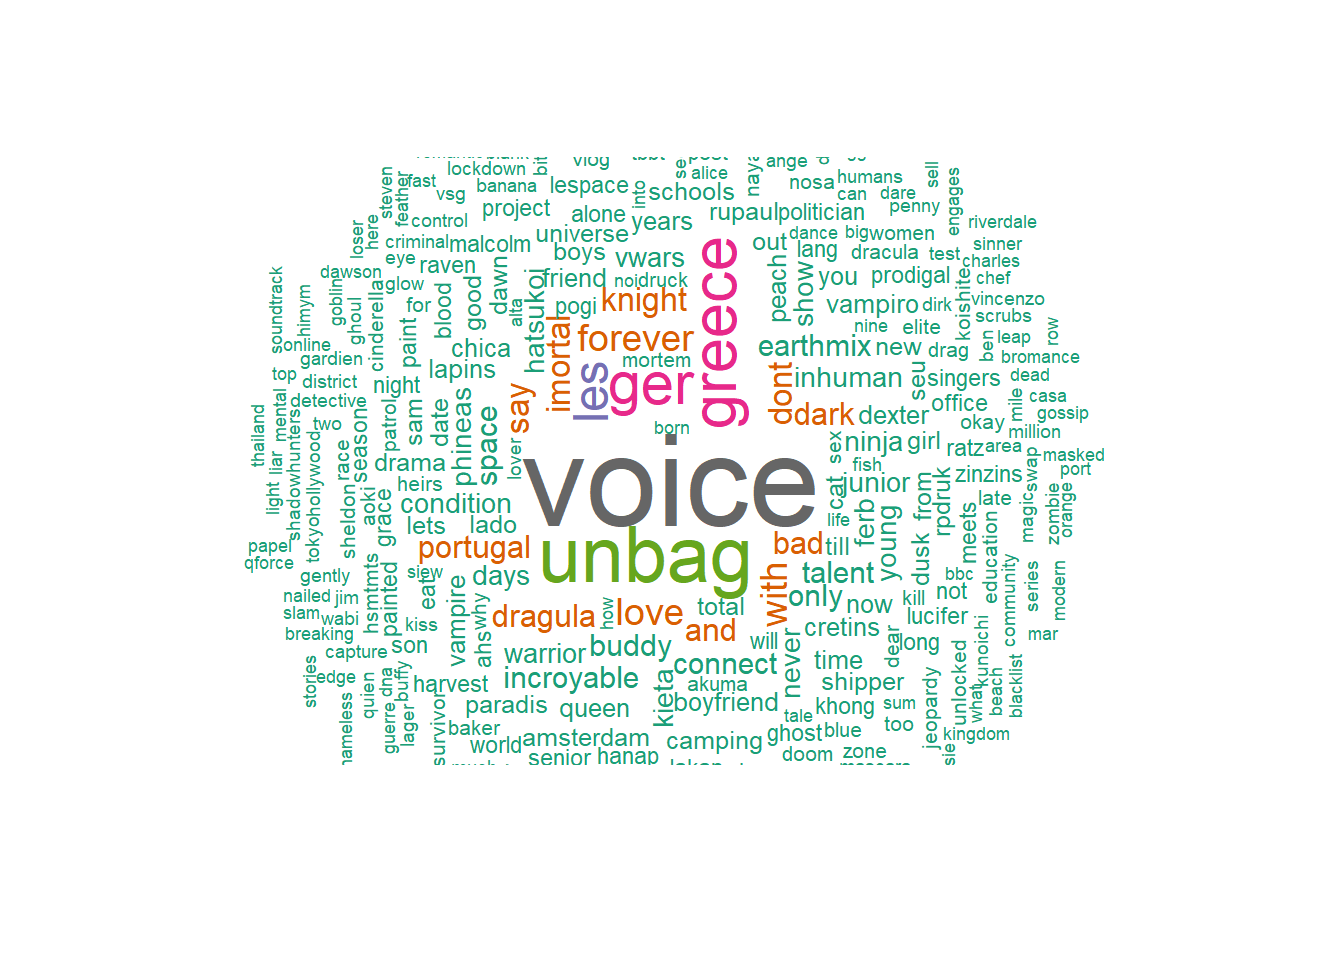 lockdown
vlog
bit
se
alice
into
naya
ange
nosa
humans
can
dare
sell
engages
steven
feather
fast
vsg
banana
lespace
schools
penny
riverdale
loser
here
control
project
alone
years
rupaul
politician
criminal
malcolm
universe
out
dance
big
women
sinner
eye
raven
boys
vwars
lang
dracula
test
charles
dawson
glow
dawn
friend
noidruck
peach
show
you
prodigal
chef
soundtrack
himym
goblin
ghoul
cinderella
for
paint
blood
good
alta
hatsukoi
pogi
knight
greece
vampiro
dirk
koishite
vincenzo
scrubs
online
chica
imortal
forever
nine
elite
ben
leap
row
gardien
lapins
mortem
earthmix
new
drag
bromance
top
district
night
les
ger
dont
inhuman
seu
singers
dead
detective
patrol
sam
date
phineas
space
say
dark
dexter
office
mile
casa
gossip
thailand
mental
liar
two
seasone
born
okay
million
shadowhunters
tokyohollywood
race
drama
lover
voice
sex
ninja
girl
ratz
area
masked
light
sheldon
aoki
grace
heirs
cat
fish
junior
zinzins
swap
port
condition
life
ferb
young
from
dusk
rpdruk
meets
late
magic
zombie
orange
papel
qforce
lets
lado
portugal
unbag
bad
till
education
gently
hsmtmts
painted
siew
days
with
talent
bbc
community
series
modern
nailed
jim
eat
vampire
why
ahs
how
love
total
only
now
kill
not
slam
wabi
kiss
dragula
and
lucifer
mar
breaking
son
buddy
will
cretins
dear
long
capture
warrior
connect
never
time
unlocked
kunoichi
what
beach
blacklist
stories
edge
quien
dna
buffy
harvest
incroyable
kieta
akuma
shipper
nameless
guerre
lager
survivor
paradis
queen
boyfriend
tale
khong
sum
jeopardy
baker
ghost
blue
too
kingdom
world
amsterdam
camping
doom
zone
sie
senior
hanap